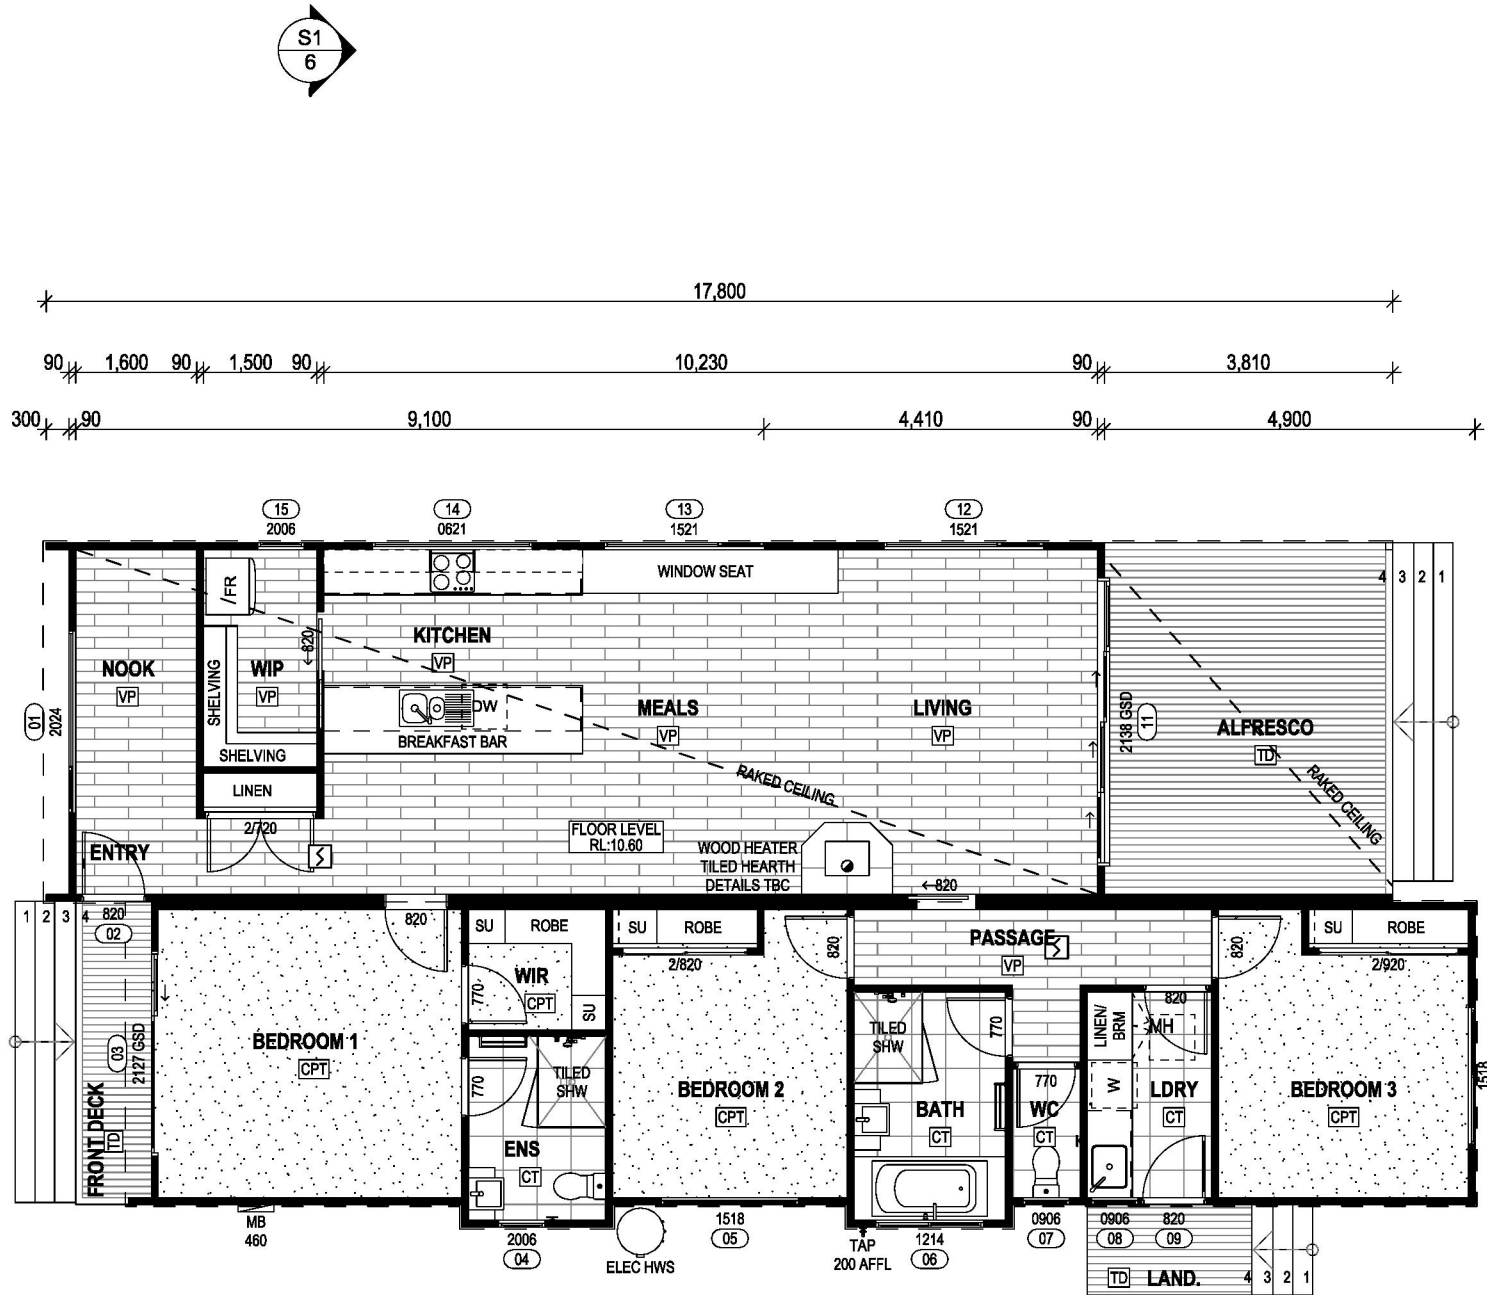 S1
6
17,800
90 1,600 90 1,500 90 10,230 90 3,810
300 90 9,100 4,410 90 4,900
15
2006
14
0621
13
1521
12
1521
FR
WINDOW SEAT
4 3 2 1
KITCHEN
VP
820
NOOK
VP
SHELVING
WIP
VP
01
2024
DW
MEALS
VP
LIVING
VP
2138 GSD
11
ALFRESCO
TD
BREAKFAST BAR
SHELVING
RAKED CEILING
RAKED CEILING
LINEN
2/720
FLOOR LEVEL
RL:10.60
WOOD HEATER
TILED HEARTH
DETAILS TBC
ENTRY
820
1 2 3 4
820
02
820
SU ROBE
SU ROBE
SU ROBE
PASSAGE
VP
820
820
2/820
2/920
WIR
CPT
770
SU
820
LINEN/
BRM
MH
TILED
SHW
770
03
2127 GSD
BEDROOM 1
CPT
770
TILED
SHW
BEDROOM 2
CPT
770
W
LDRY
CT
BEDROOM 3
CPT
1518
BATH
CT
WC
CT
FRONT DECK
TD
ENS
CT
MB
460
2006
04
ELEC HWS
1518
05
TAP
200 AFFL
1214
06
0906
07
0906
08
820
09
TD
LAND.
4 3 2 1